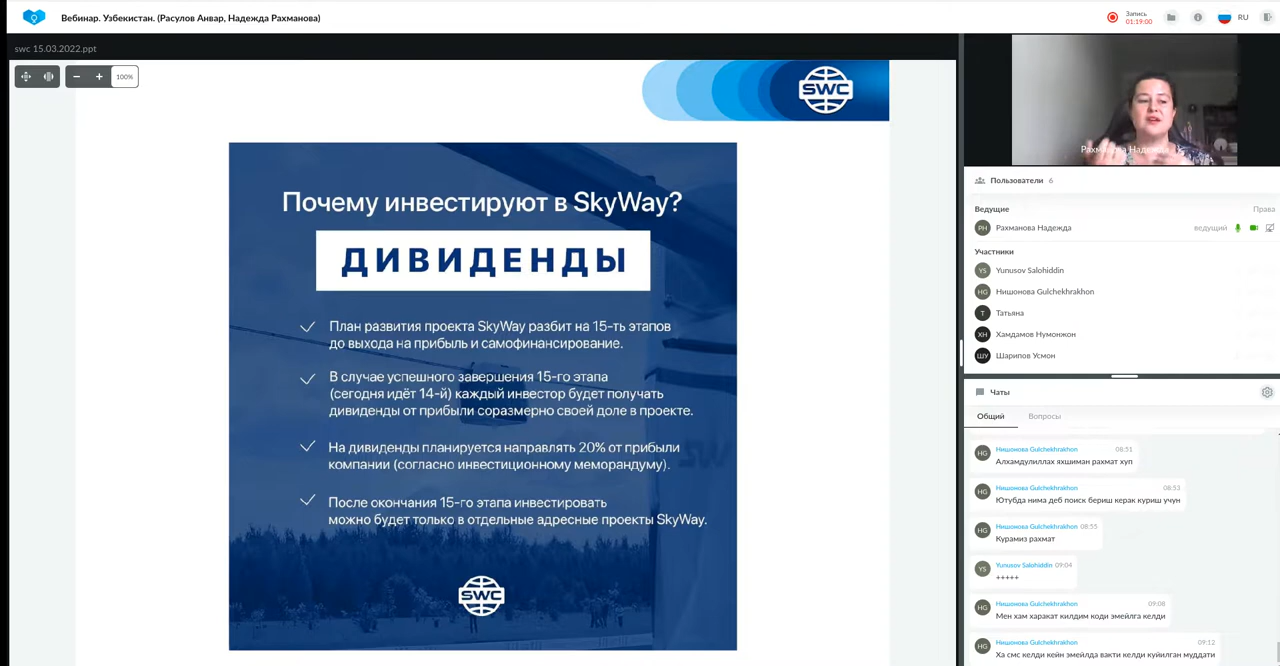 Вебинар. Узбекистан. (Расулов Анвар, Надежда Рахманова)
Запись
01:19:00
RU
swc 15.03.2022.ppt
100%
SWC
Почему инвестируют в SkyWay?
ДИВИДЕНДЫ
План развития проекта SkyWay разбит на 15-ть этапов
до выхода на прибыль и самофинансирование.
В случае успешного завершения 15-го этапа
(сегодня идёт 14-й) каждый инвестор будет получать
дивиденды от прибыли соразмерно своей доле в проекте.
На дивиденды планируется направлять 20% от прибыли
компании (согласно инвестиционному меморандуму).
После окончания 15-го этапа инвестировать
можно будет только в отдельные адресные проекты SkyWay.
SWC
Рахманова Надежда
Пользователи 6
Ведущие Права
РН Рахманова Надежда ведущий
Участники
YS Yunusov Salohiddin
НG Нишонова Gulchekhrakhon
Т Татьяна
ХН Хамдамов Нумонжон
ШУ Шарипов Усмон
Чаты
Общий Вопросы
НG Нишонова Gulchekhrakhon 08:51
Алхамдулиллах яхшиман рахмат хуп
НG Нишонова Gulchekhrakhon 08:53
Ютубда нима деб поиск бериш керак куриш учун
НG Нишонова Gulchekhrakhon 08:55
Курамиз рахмат
YS Yunusov Salohiddin 09:04
+++++
НG Нишонова Gulchekhrakhon 09:08
Мен хам харакат килдим коди эмейлга келди
НG Нишонова Gulchekhrakhon 09:12
Ха смс келди кейн эмейлда вакти келди куйилган муддати